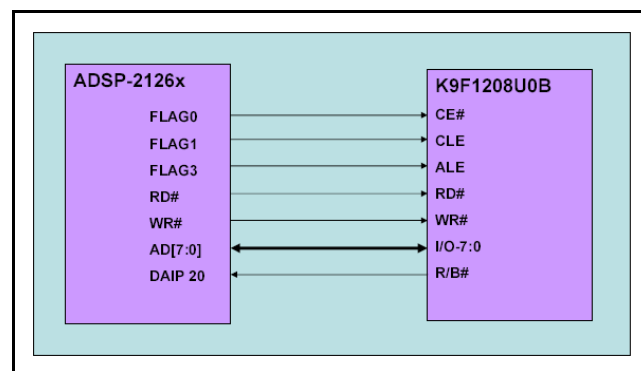 ADSP-2126x
FLAG0
FLAG1
FLAG3
RD#
WR#
AD[7:0]
DAIP 20
K9F1208U0B
CE#
CLE
ALE
RD#
WR#
I/O-7:0
R/B#